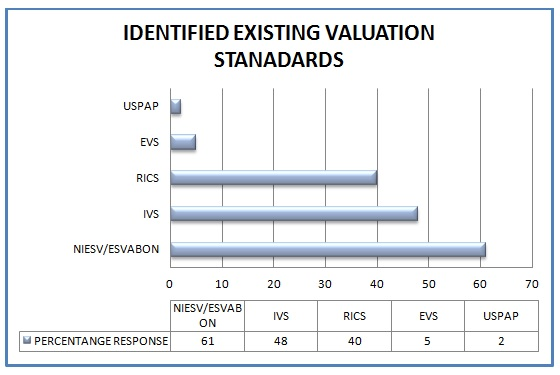 IDENTIFIED EXISTING VALUATION
STANADARDS
USPAP
EVS
RICS
IVS
NIESV/ESVABON
0 10 20 30 40 50 60 70
NIESV/ESVAB
ON IVS RICS EVS USPAP
PERCENTANGE RESPONSE 61 48 40 5 2